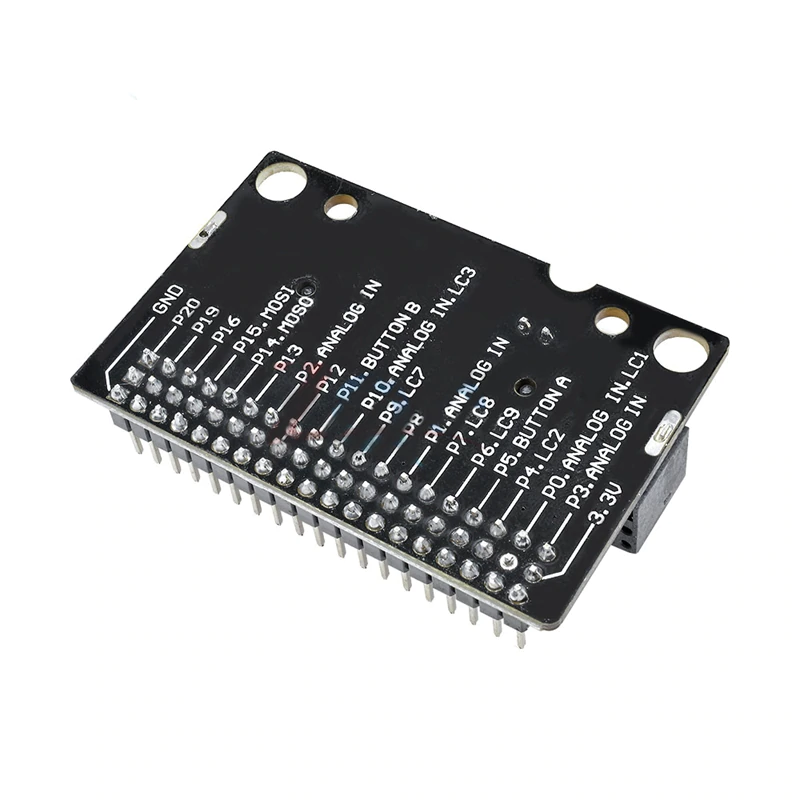 GND
P20
P19
P16
P15.MOSI
P14.MOSO
P13
P2.ANALOG IN
P12
P11.BUTTON B
P10.ANALOG IN.LC3
P9.LC7
P8
P1.ANALOG IN
P7.LC8
P6.LC9
P5.BUTTON A
P4.LC2
P0.ANALOG IN.LC1
P3.ANALOG IN
3.3V